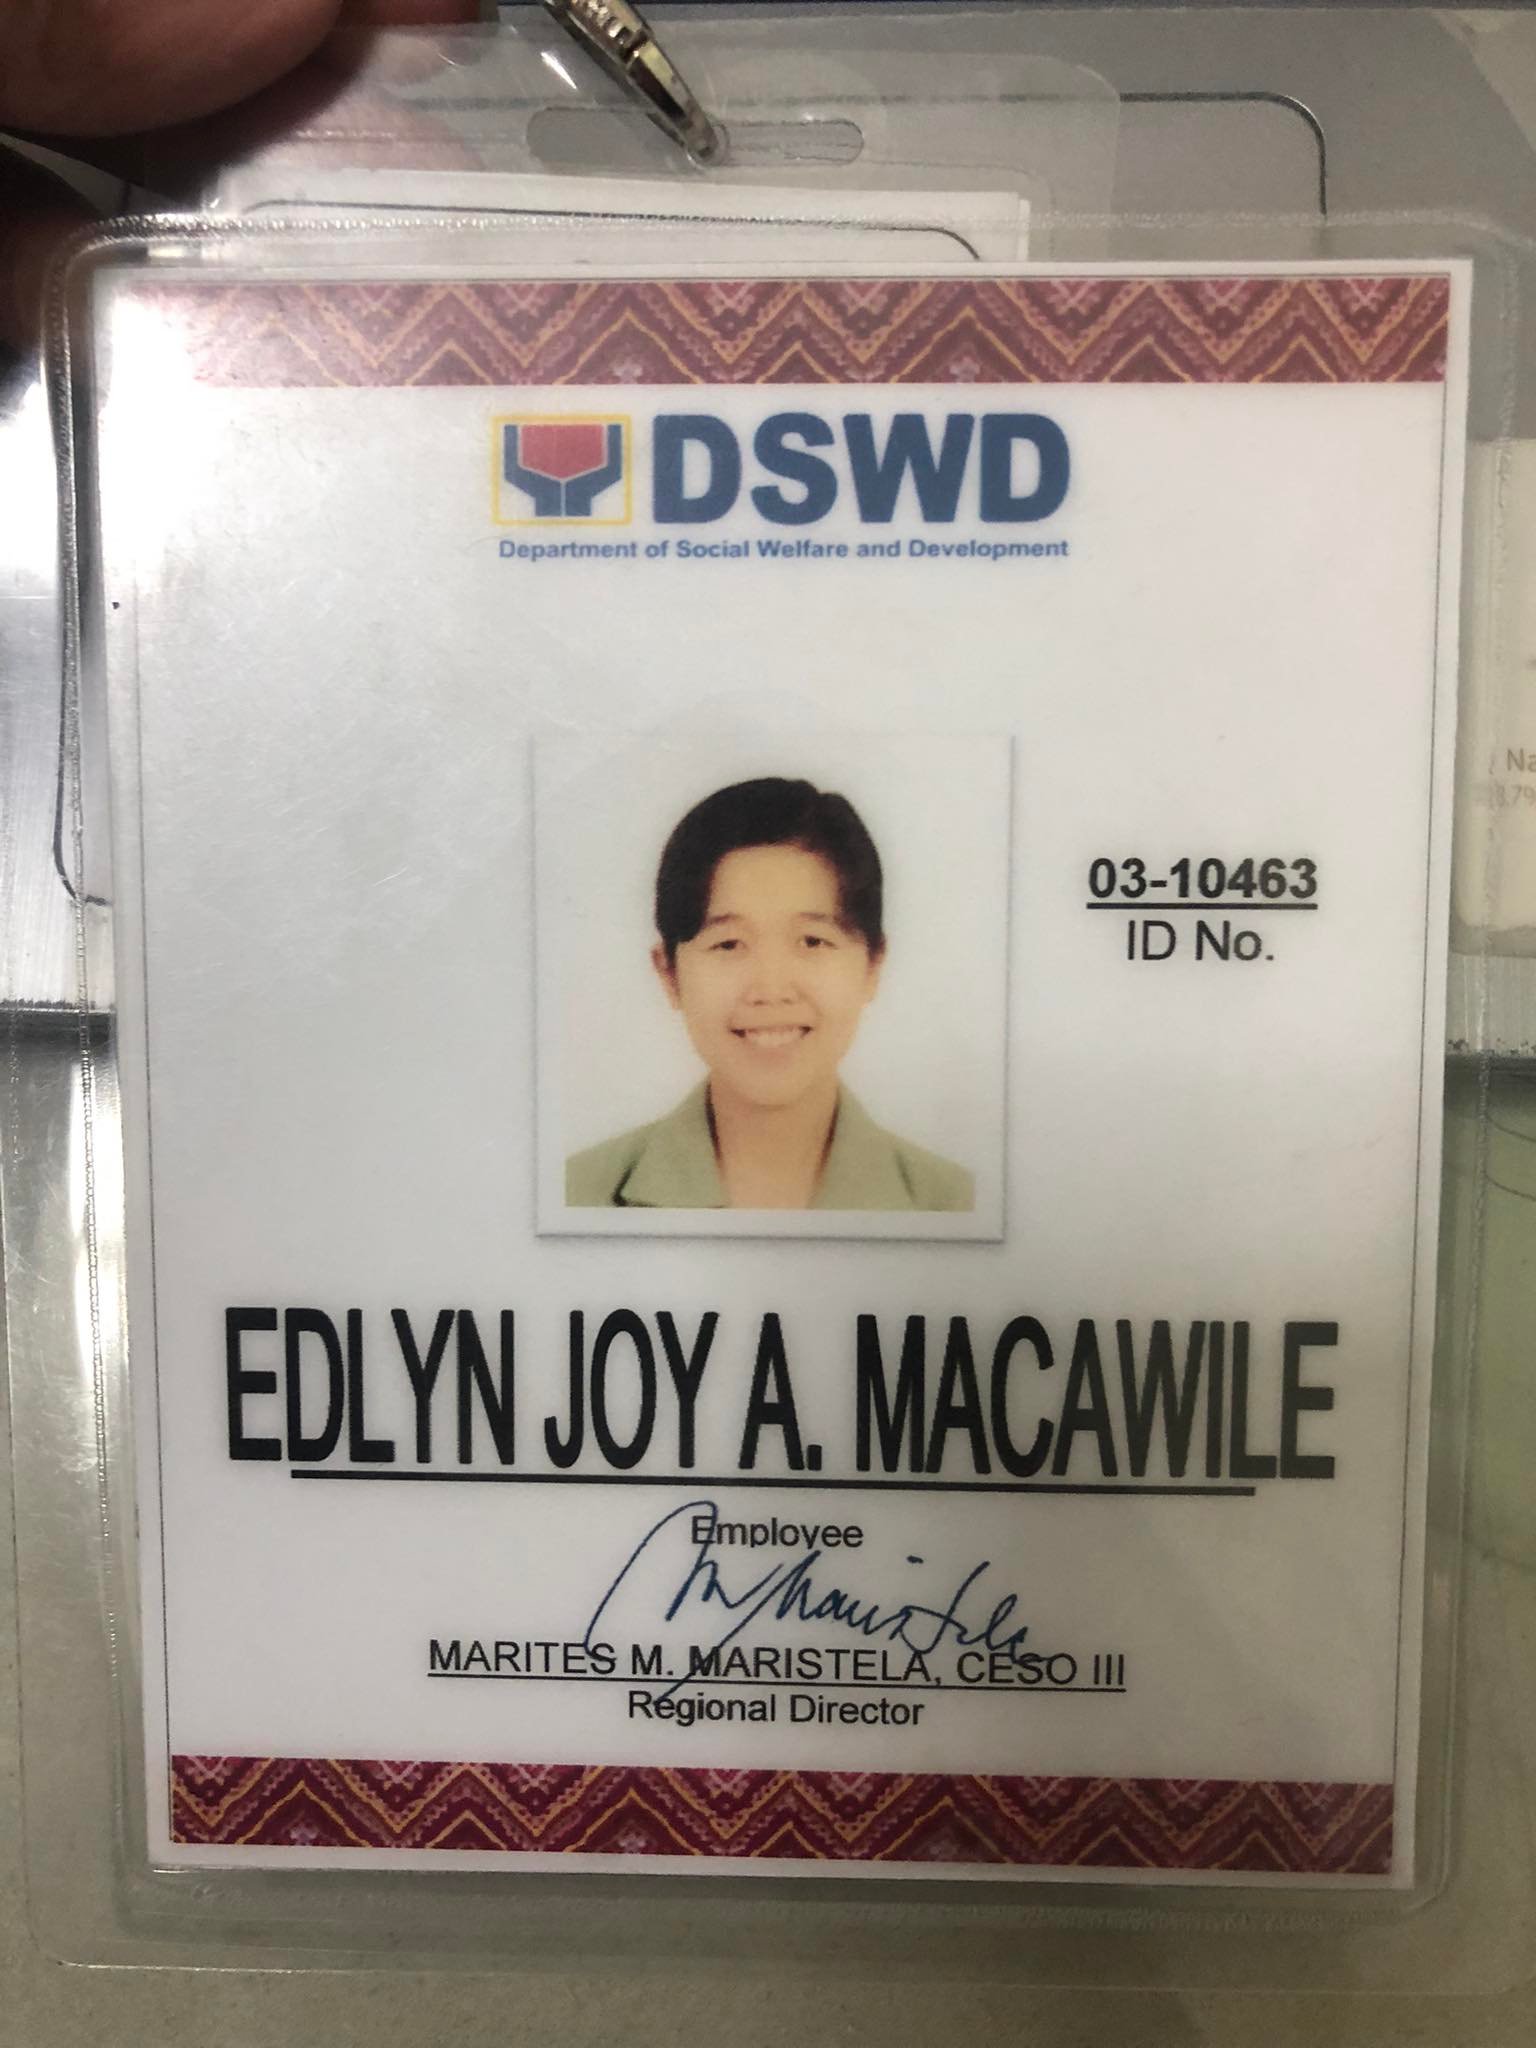 DSWD
Department of Social Welfare and Development
03-10463
ID No.
EDLYN JOY A. MACAWILE
Employee
MARITES M. MARISTELA, CESO III
Regional Director